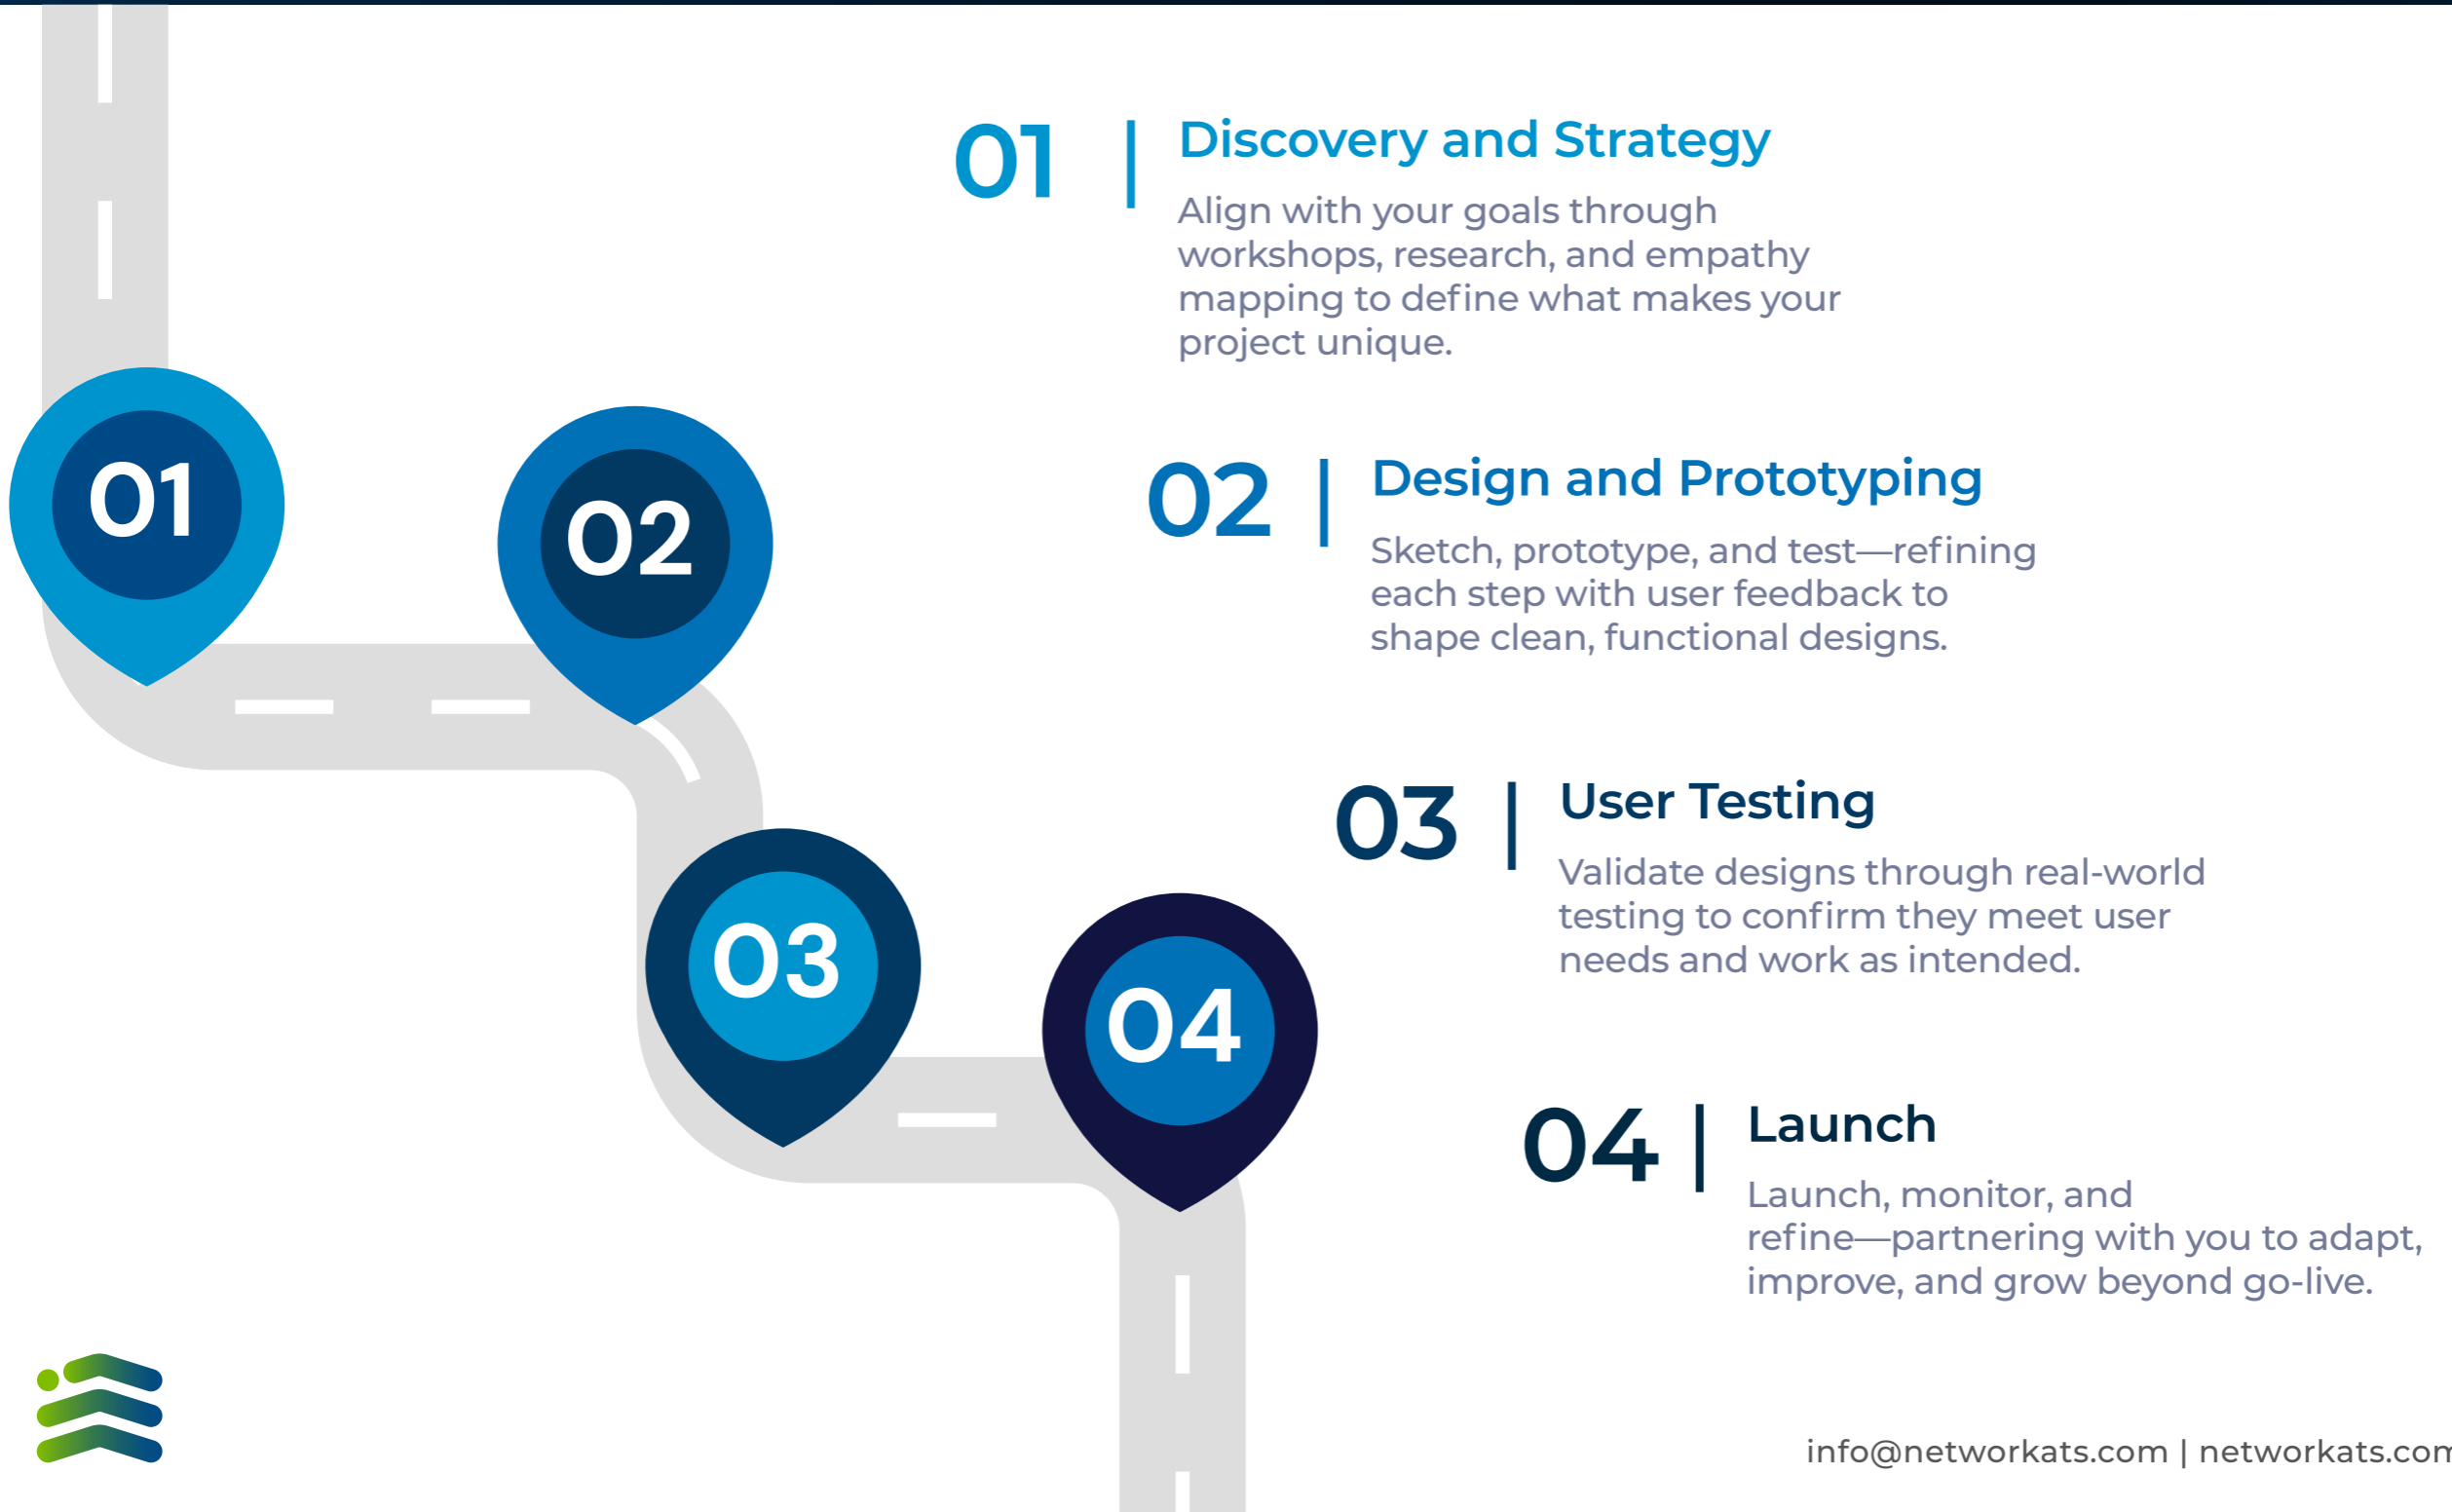 01
Discovery and Strategy
Align with your goals through
workshops, research, and empathy
mapping to define what makes your
project unique.
01
02
02
Design and Prototyping
Sketch, prototype, and test—refining
each step with user feedback to
shape clean, functional designs.
03
User Testing
Validate designs through real-world
testing to confirm they meet user
needs and work as intended.
03
04
04
Launch
Launch, monitor, and
refine—partnering with you to adapt,
improve, and grow beyond go-live.
info@networkats.com | networkats.com